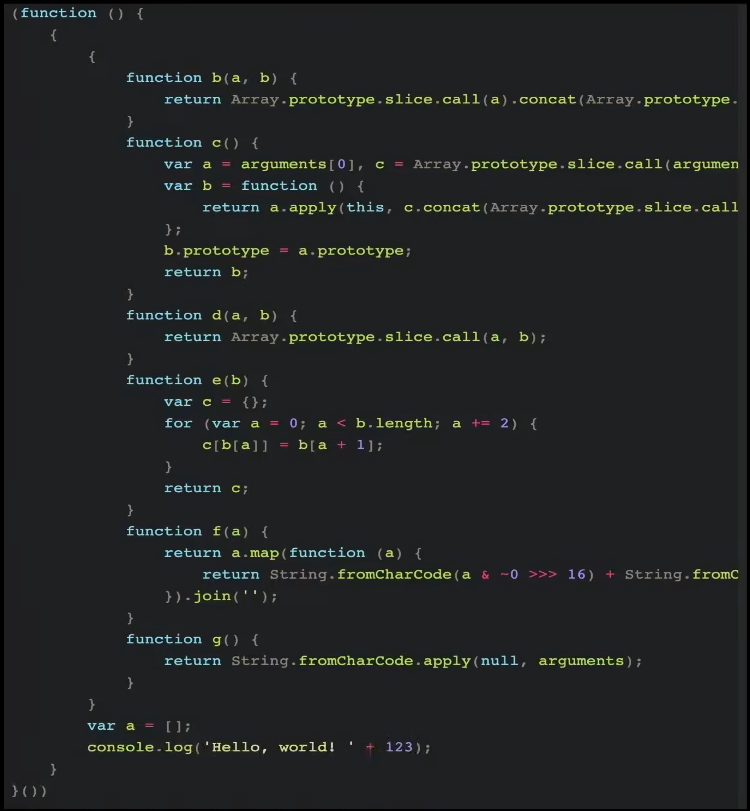 (function () {
    {
        {
            function b(a, b) {
                return Array.prototype.slice.call(a).concat(Array.prototype.
            }
            function c() {
                var a = arguments[0], c = Array.prototype.slice.call(argumen
                var b = function () {
                    return a.apply(this, c.concat(Array.prototype.slice.call
                };
                b.prototype = a.prototype;
                return b;
            }
            function d(a, b) {
                return Array.prototype.slice.call(a, b);
            }
            function e(b) {
                var c = {};
                for (var a = 0; a < b.length; a += 2) {
                    c[b[a]] = b[a + 1];
                }
                return c;
            }
            function f(a) {
                return a.map(function (a) {
                    return String.fromCharCode(a & ~0 >>> 16) + String.fromC
                }).join('');
            }
            function g() {
                return String.fromCharCode.apply(null, arguments);
            }
        }
        var a = [];
        console.log('Hello, world! ' + 123);
    }
}())